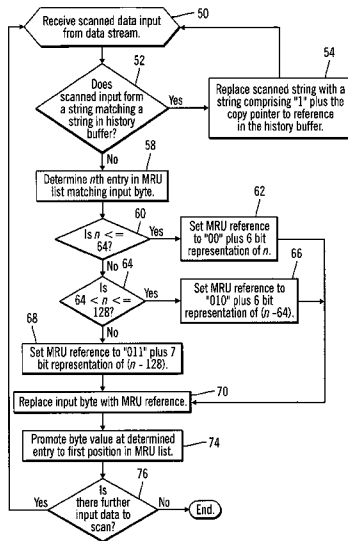 50
Receive scanned data input
from data stream.
52
54
Does
scanned input form
a string matching a
string in history
buffer?
Yes
Replace scanned string with a
string comprising "1" plus the
copy pointer to reference
in the history buffer.
No
58
Determine nth entry in MRU
list matching input byte.
60
62
Is n <=
64?
Yes
Set MRU reference
to "00" plus 6 bit
representation of n.
No
64
66
Is
64 < n <=
128?
Yes
Set MRU reference
to "010" plus 6 bit
representation of (n -64).
68
No
Set MRU reference to "011" plus 7
bit representation of (n - 128).
70
Replace input byte with MRU reference.
Promote byte value at determined
entry to first position in MRU list.
74
76
Yes
Is
there further
input data to
scan?
No
End.